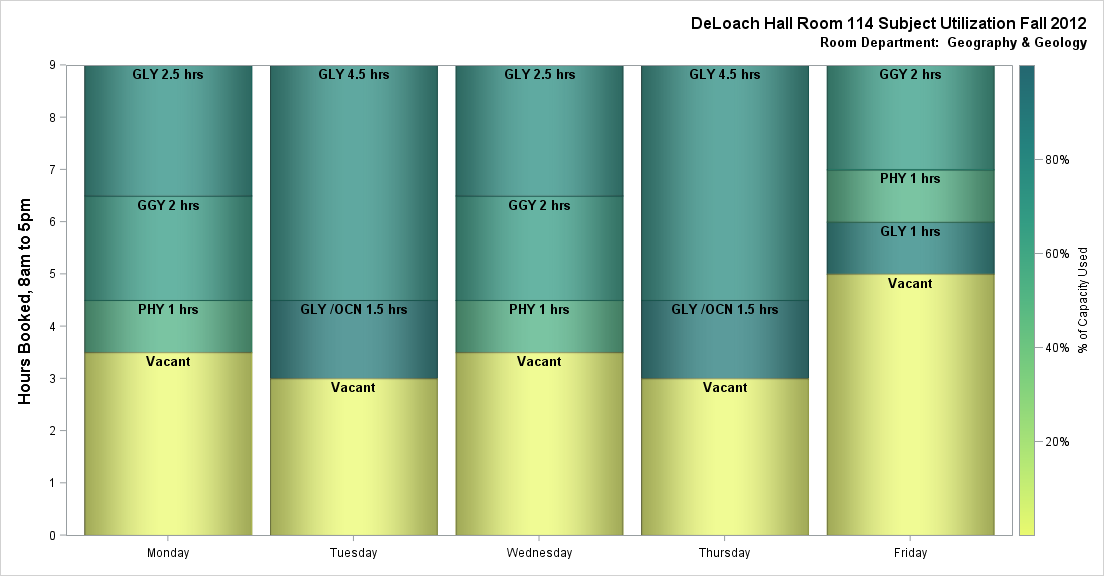 DeLoach Hall Room 114 Subject Utilization Fall 2012
Room Department: Geography & Geology
Hours Booked, 8am to 5pm
9
8
7
6
5
4
3
2
1
0
GLY 2.5 hrs
GGY 2 hrs
PHY 1 hrs
Vacant
GLY 4.5 hrs
GLY /OCN 1.5 hrs
Vacant
GLY 2.5 hrs
GGY 2 hrs
PHY 1 hrs
Vacant
GLY 4.5 hrs
GLY /OCN 1.5 hrs
Vacant
GGY 2 hrs
PHY 1 hrs
GLY 1 hrs
Vacant
Monday
Tuesday
Wednesday
Thursday
Friday
80%
60%
40%
20%
% of Capacity Used